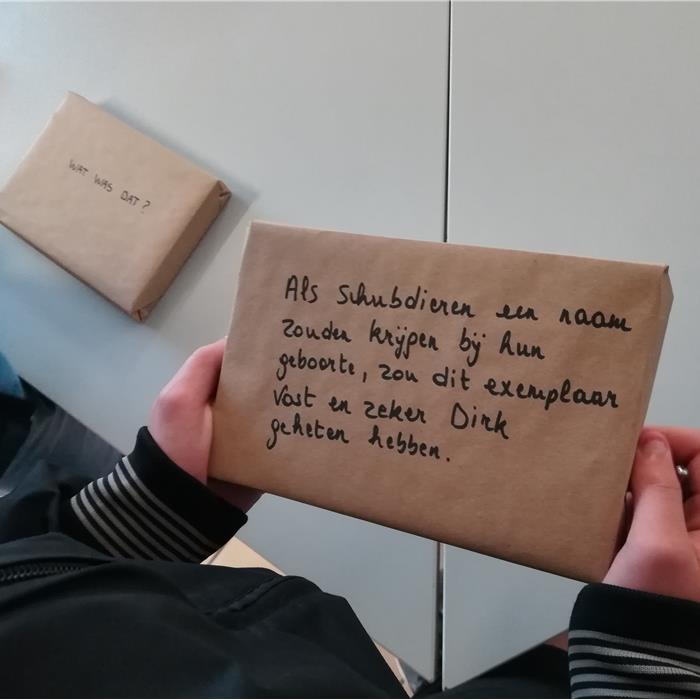 WAT WAS DAT?
Als schubdieren een naam
zouden krijgen bij hun
geboorte, zou dit exemplaar
vast en zeker Dirk
geheten hebben.